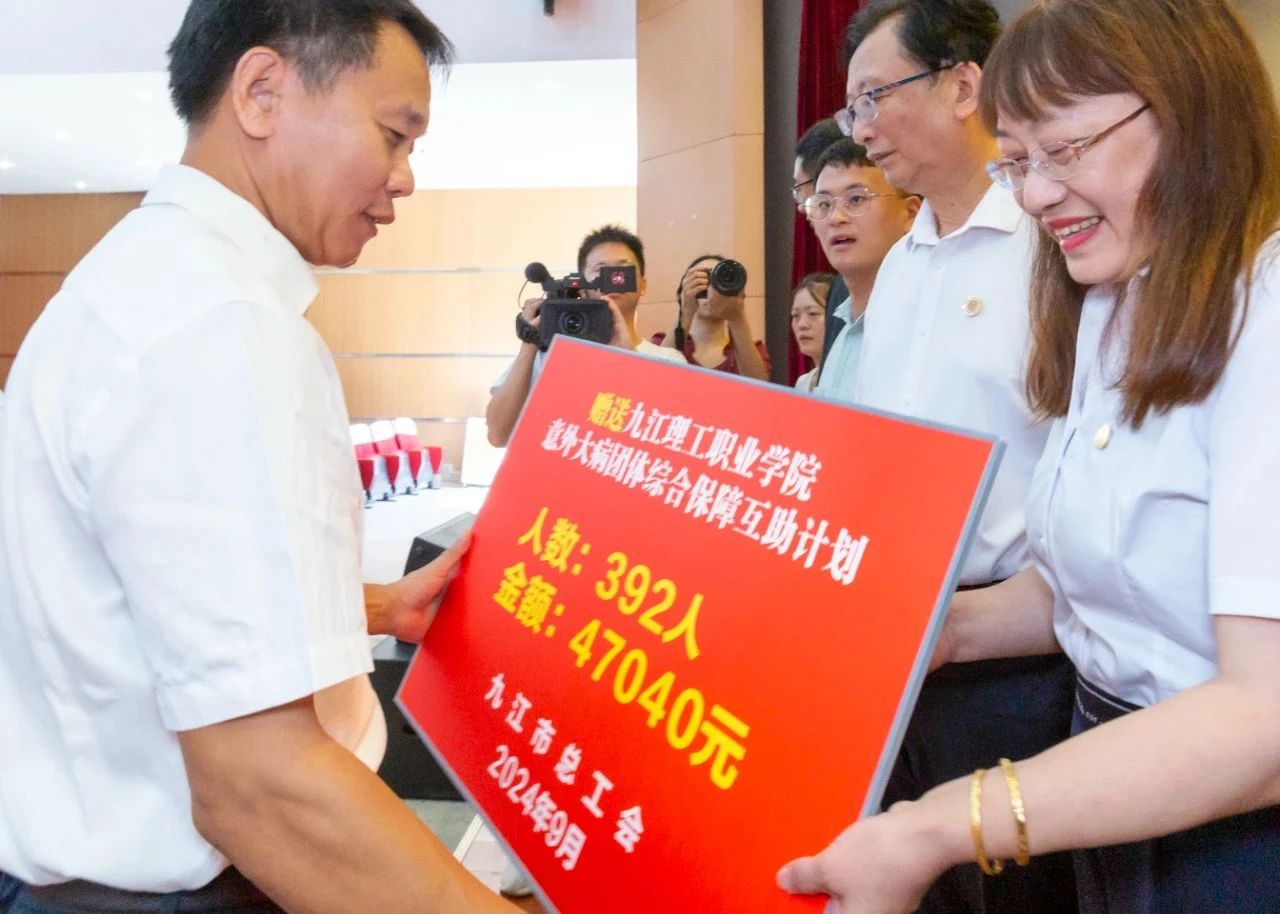 赠送九江理工职业学院
意外大病团体综合保障互助计划
人数：392人
金额：47040元
九江市总工会
2024年9月